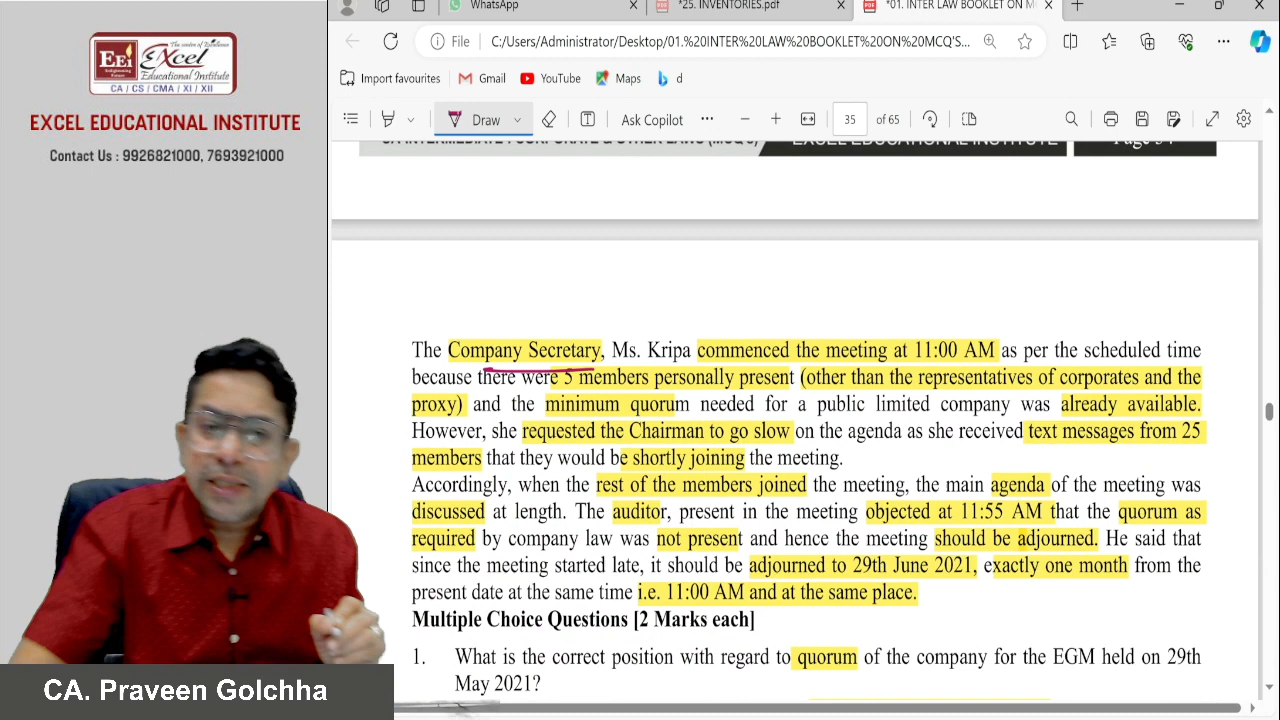 WhatsApp
*25. INVENTORIES.pdf
*01. INTER LAW BOOKLET ON M
File
C:/Users/Administrator/Desktop/01.%20INTER%20LAW%20BOOKLET%20ON%20MCQ'S...
Import favourites
Gmail
YouTube
Maps
d
Draw
Ask Copilot
35
of 65
EEi
The centre of Excellence
Excel
Educational Institute
CA / CS / CMA / XI / XII
EXCEL EDUCATIONAL INSTITUTE
Contact Us : 9926821000, 7693921000
The Company Secretary, Ms. Kripa commenced the meeting at 11:00 AM as per the scheduled time
because there were 5 members personally present (other than the representatives of corporates and the
proxy) and the minimum quorum needed for a public limited company was already available.
However, she requested the Chairman to go slow on the agenda as she received text messages from 25
members that they would be shortly joining the meeting.
Accordingly, when the rest of the members joined the meeting, the main agenda of the meeting was
discussed at length. The auditor, present in the meeting objected at 11:55 AM that the quorum as
required by company law was not present and hence the meeting should be adjourned. He said that
since the meeting started late, it should be adjourned to 29th June 2021, exactly one month from the
present date at the same time i.e. 11:00 AM and at the same place.
Multiple Choice Questions [2 Marks each]
1. What is the correct position with regard to quorum of the company for the EGM held on 29th
May 2021?
CA. Praveen Golchha